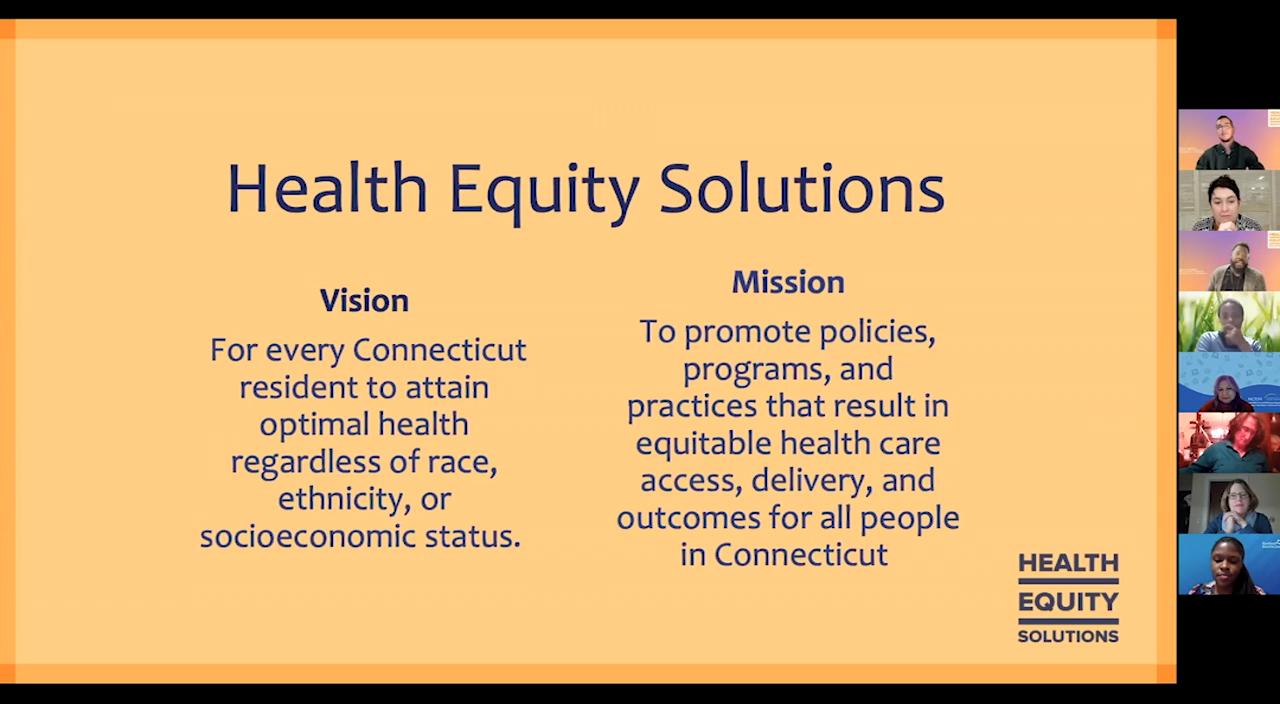 Health Equity Solutions
Vision
For every Connecticut
resident to attain
optimal health
regardless of race,
ethnicity, or
socioeconomic status.
Mission
To promote policies,
programs, and
practices that result in
equitable health care
access, delivery, and
outcomes for all people
in Connecticut
HEALTH
EQUITY
SOLUTIONS